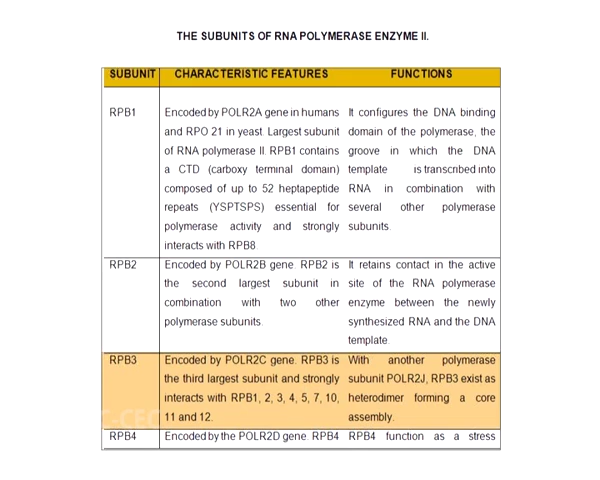 THE SUBUNITS OF RNA POLYMERASE ENZYME II.
SUBUNIT CHARACTERISTIC FEATURES FUNCTIONS
RPB1 Encoded by POLR2A gene in humans It configures the DNA binding
and RPO 21 in yeast. Largest subunit domain of the polymerase, the
of RNA polymerase II. RPB1 contains groove in which the DNA
a CTD (carboxy terminal domain) template is transcribed into
composed of up to 52 heptapeptide RNA in combination with
repeats (YSPTSPS) essential for several other polymerase
polymerase activity and strongly subunits.
interacts with RPB8.
RPB2 Encoded by POLR2B gene. RPB2 is It retains contact in the active
the second largest subunit in site of the RNA polymerase
combination with two other enzyme between the newly
polymerase subunits. synthesized RNA and the DNA
template.
RPB3 Encoded by POLR2C gene. RPB3 is With another polymerase
the third largest subunit and strongly subunit POLR2J, RPB3 exist as
interacts with RPB1, 2, 3, 4, 5, 7, 10, heterodimer forming a core
11 and 12. assembly.
C-CEC
RPB4 Encoded by the POLR2D gene. RPB4 RPB4 function as a stress